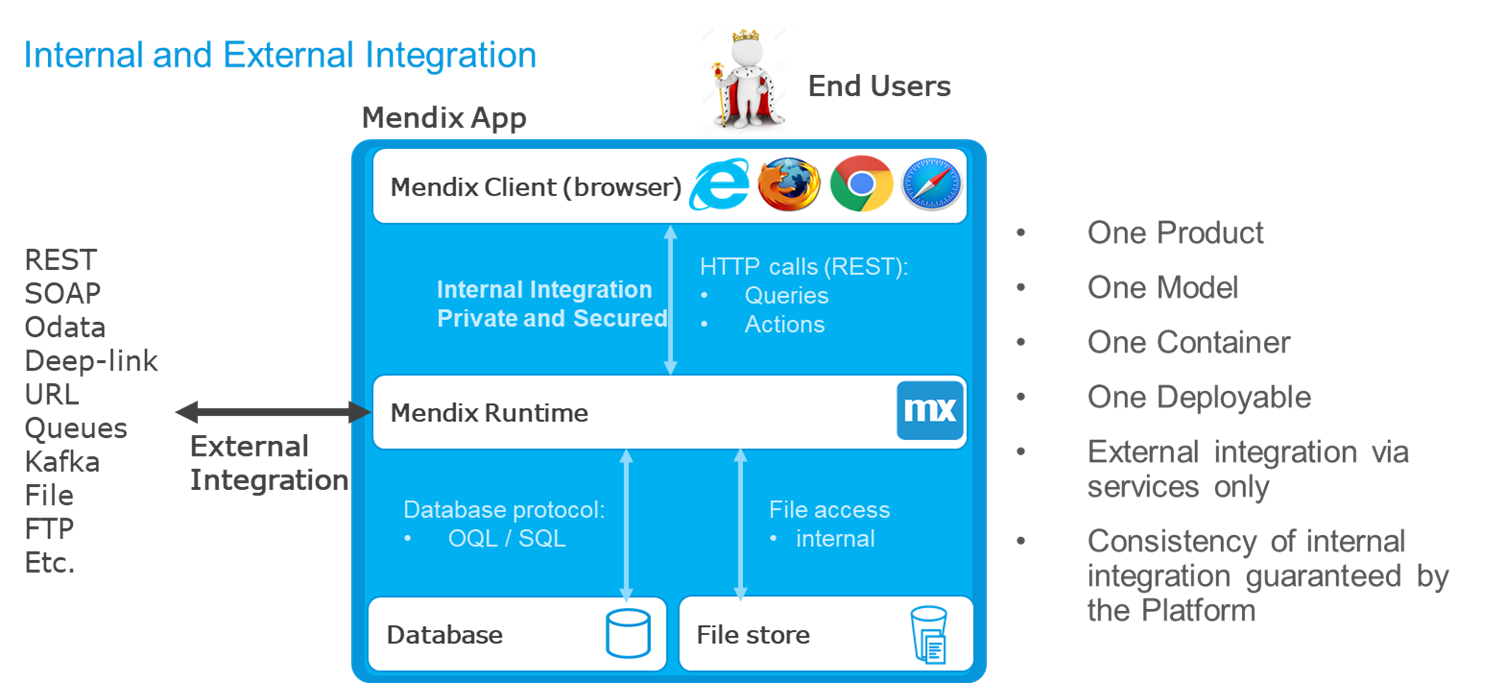 Internal and External Integration
End Users
Mendix App
Mendix Client (browser)
REST
SOAP
Odata
Deep-link
URL
Queues
Kafka
File
FTP
Etc.
External
Integration
Internal Integration
Private and Secured
HTTP calls (REST):
• Queries
• Actions
Mendix Runtime
mx
Database protocol:
• OQL / SQL
File access
• internal
Database
File store
• One Product
• One Model
• One Container
• One Deployable
• External integration via
services only
• Consistency of internal
integration guaranteed by
the Platform